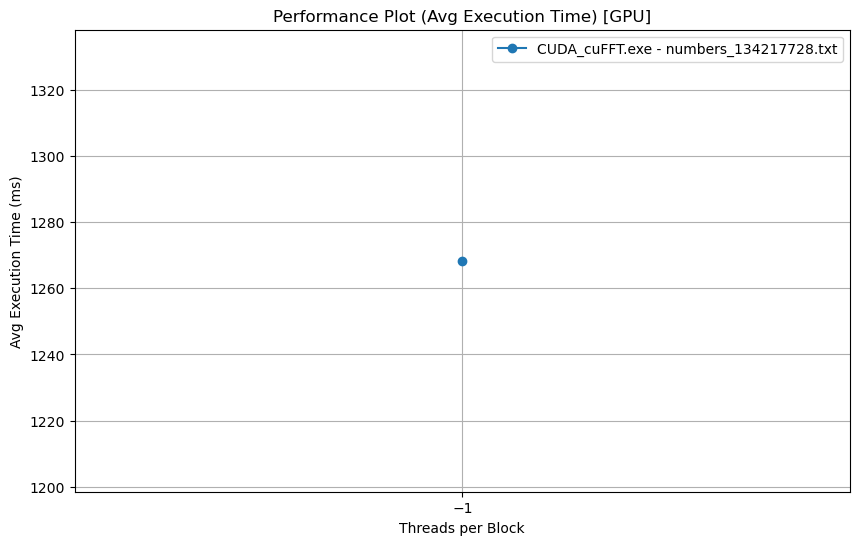 Performance Plot (Avg Execution Time) [GPU]
CUDA_cuFFT.exe - numbers_134217728.txt
1320
1300
1280
1260
1240
1220
1200
Avg Execution Time (ms)
−1
Threads per Block